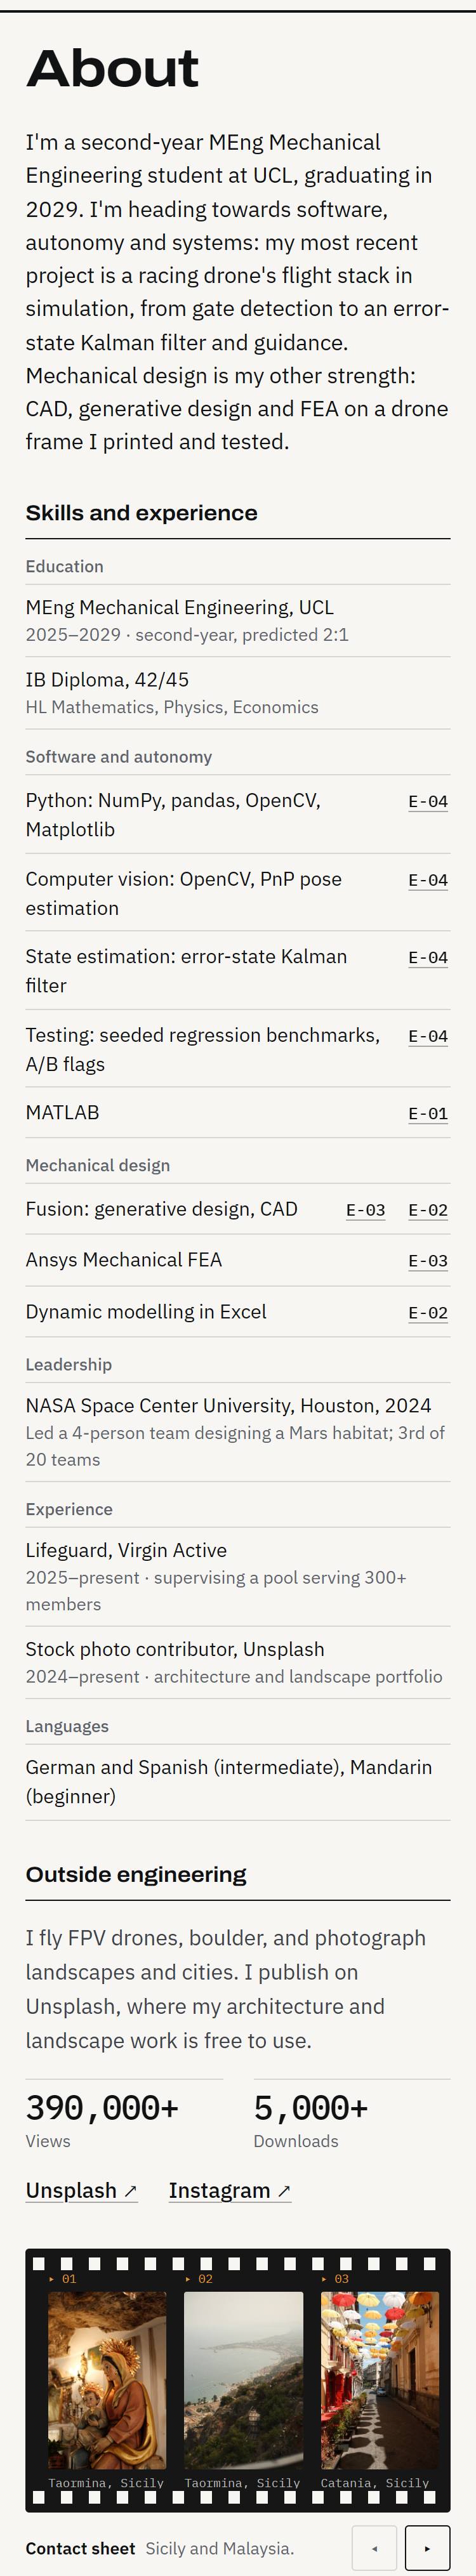 About
I'm a second-year MEng Mechanical
Engineering student at UCL, graduating in
2029. I'm heading towards software,
autonomy and systems: my most recent
project is a racing drone's flight stack in
simulation, from gate detection to an error-
state Kalman filter and guidance.
Mechanical design is my other strength:
CAD, generative design and FEA on a drone
frame I printed and tested.
Skills and experience
Education
MEng Mechanical Engineering, UCL
2025–2029 · second-year, predicted 2:1
IB Diploma, 42/45
HL Mathematics, Physics, Economics
Software and autonomy
Python: NumPy, pandas, OpenCV, E-04
Matplotlib
Computer vision: OpenCV, PnP pose E-04
estimation
State estimation: error-state Kalman E-04
filter
Testing: seeded regression benchmarks, E-04
A/B flags
MATLAB E-01
Mechanical design
Fusion: generative design, CAD E-03 E-02
Ansys Mechanical FEA E-03
Dynamic modelling in Excel E-02
Leadership
NASA Space Center University, Houston, 2024
Led a 4-person team designing a Mars habitat; 3rd of
20 teams
Experience
Lifeguard, Virgin Active
2025–present · supervising a pool serving 300+
members
Stock photo contributor, Unsplash
2024–present · architecture and landscape portfolio
Languages
German and Spanish (intermediate), Mandarin
(beginner)
Outside engineering
I fly FPV drones, boulder, and photograph
landscapes and cities. I publish on
Unsplash, where my architecture and
landscape work is free to use.
390,000+ 5,000+
Views Downloads
Unsplash ↗ Instagram ↗
▸ 01 ▸ 02 ▸ 03
Taormina, Sicily Taormina, Sicily Catania, Sicily
Contact sheet Sicily and Malaysia. ◂ ▸